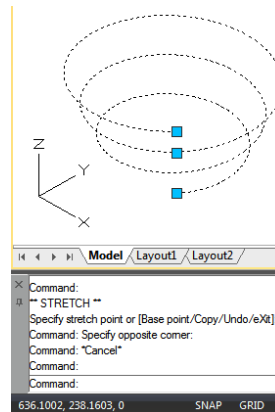 Z
Y
X
Model Layout1 Layout2
Command:
** STRETCH **
Specify stretch point or [Base point/Copy/Undo/eXit]
Command: Specify opposite corner:
Command: *Cancel*
Command:
Command:
636.1002, 238.1603, 0 SNAP GRID